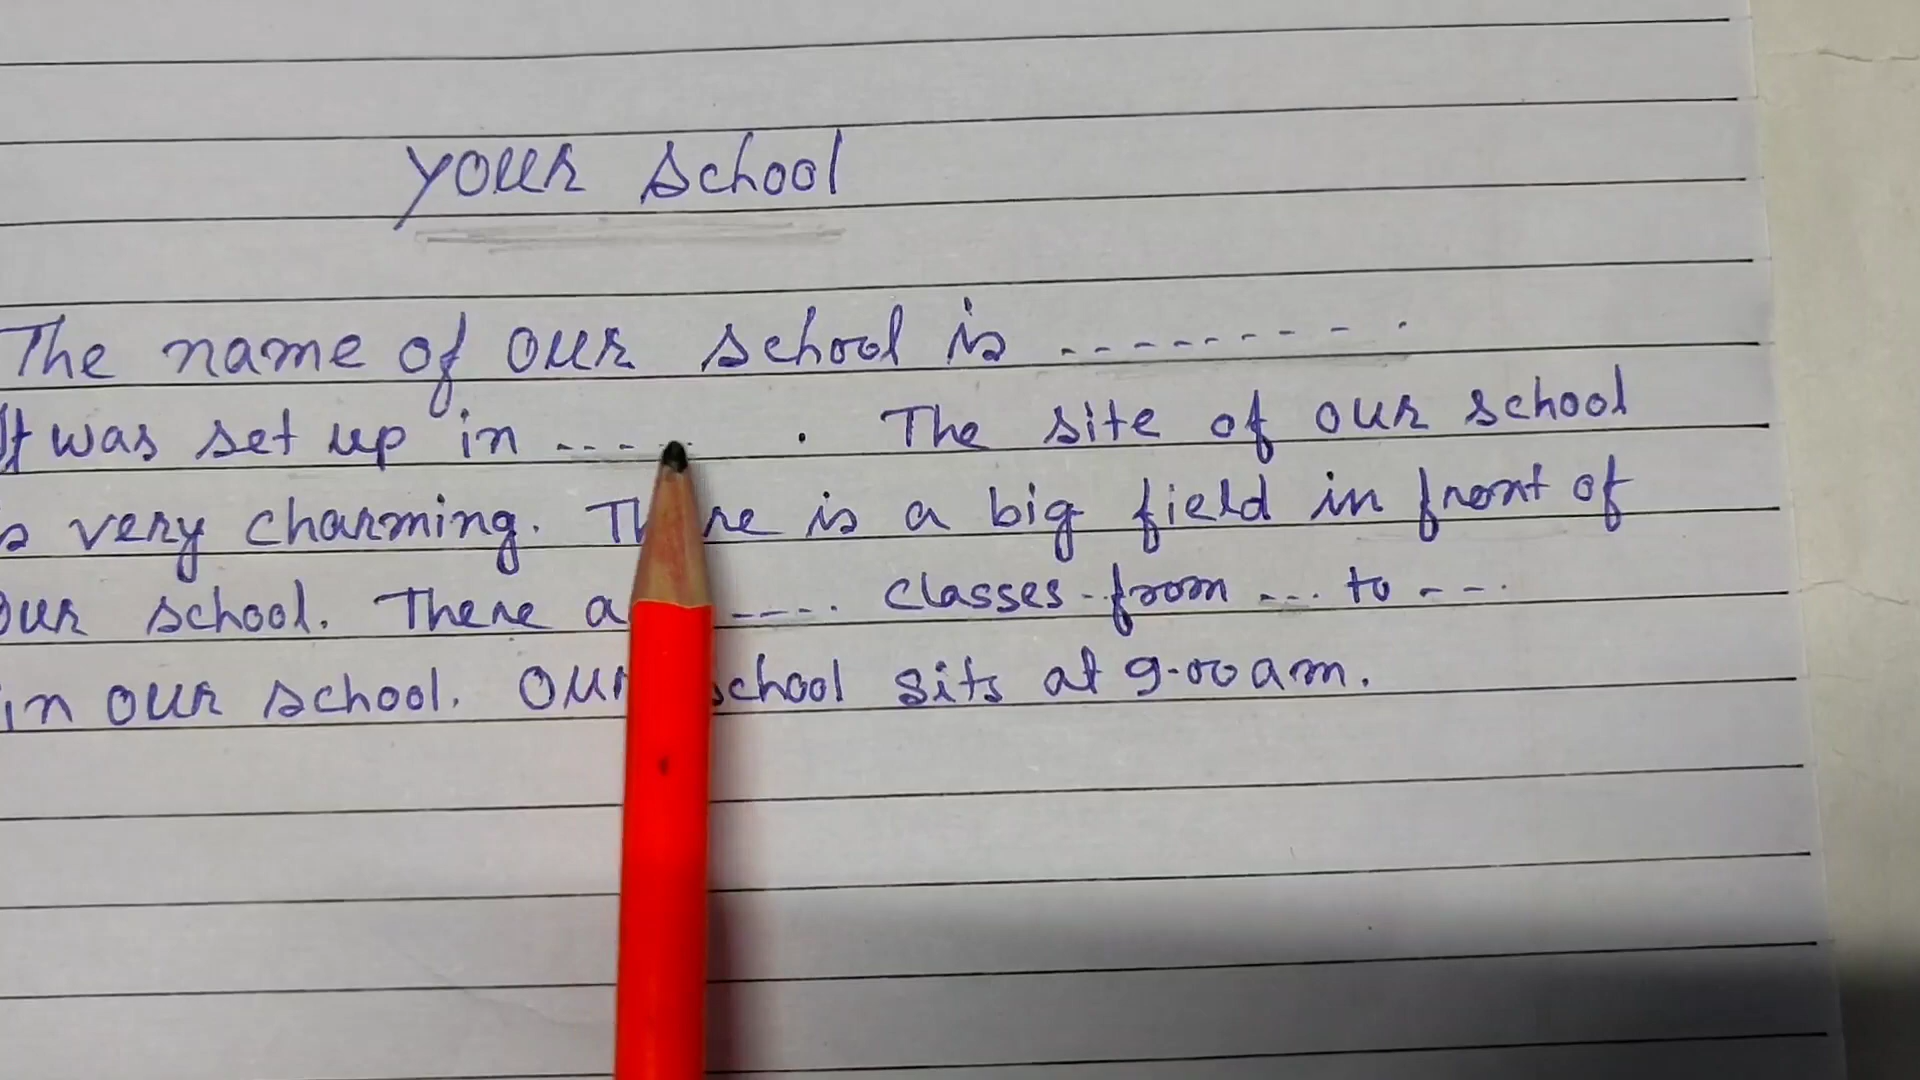 Your school
The name of our school is --------- .
It was set up in ----- . The site of our school
is very charming. There is a big field in front of
our school. There ---- classes from --- to ---.
in our school. Our school sits at 9.00 am.